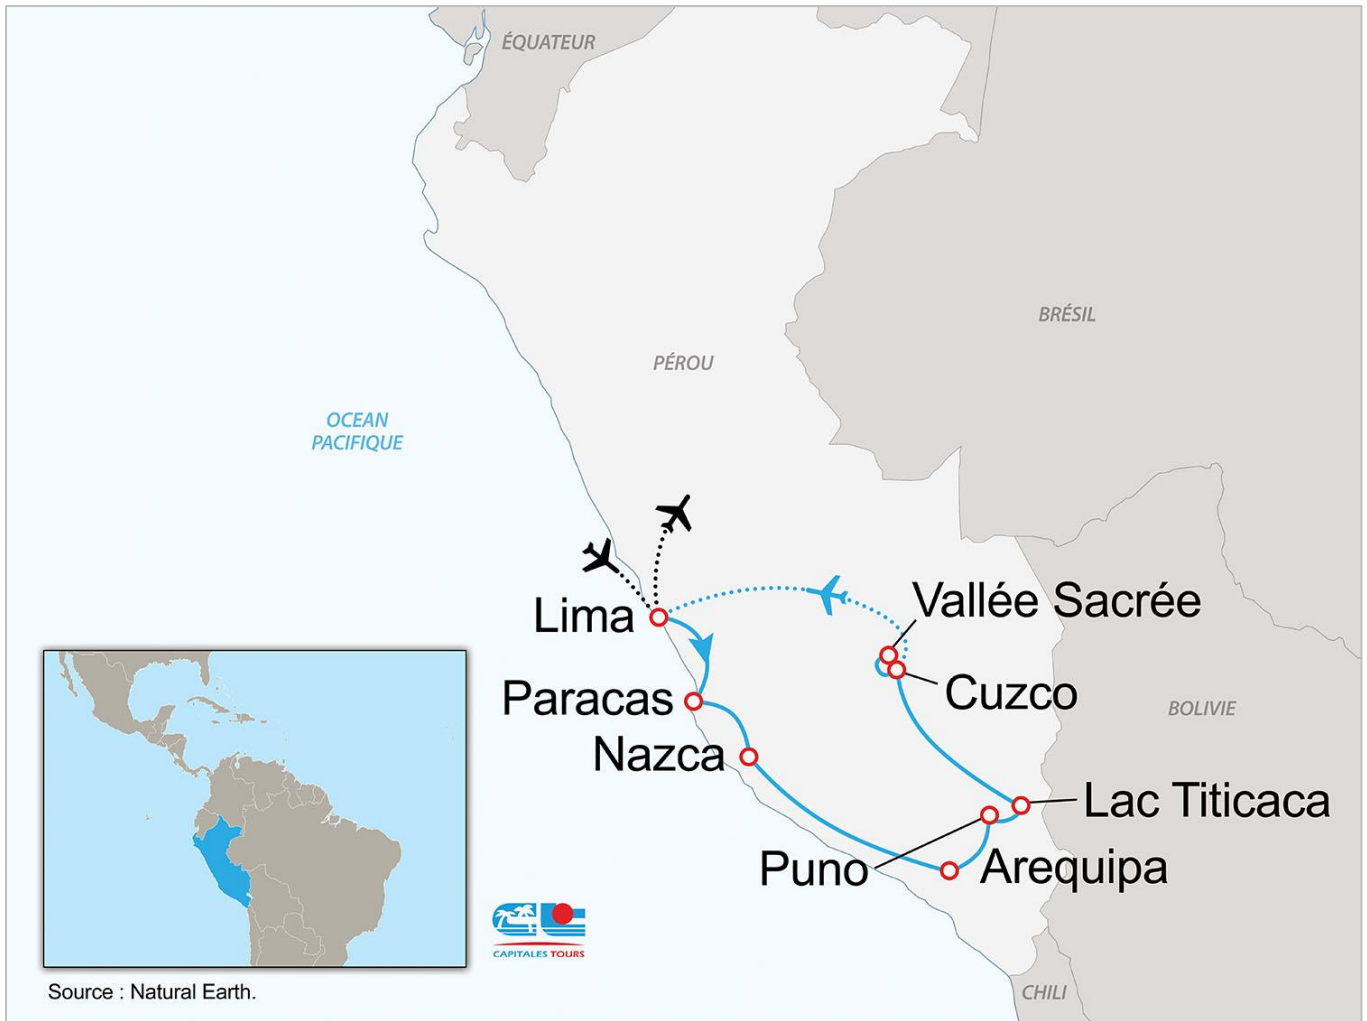 ÉQUATEUR
BRÉSIL
PÉROU
OCEAN
PACIFIQUE
Vallée Sacrée
Lima
Cuzco
Paracas
BOLIVIE
Nazca
Lac Titicaca
Puno
Arequipa
CAPITALES TOURS
Source : Natural Earth.
CHILI